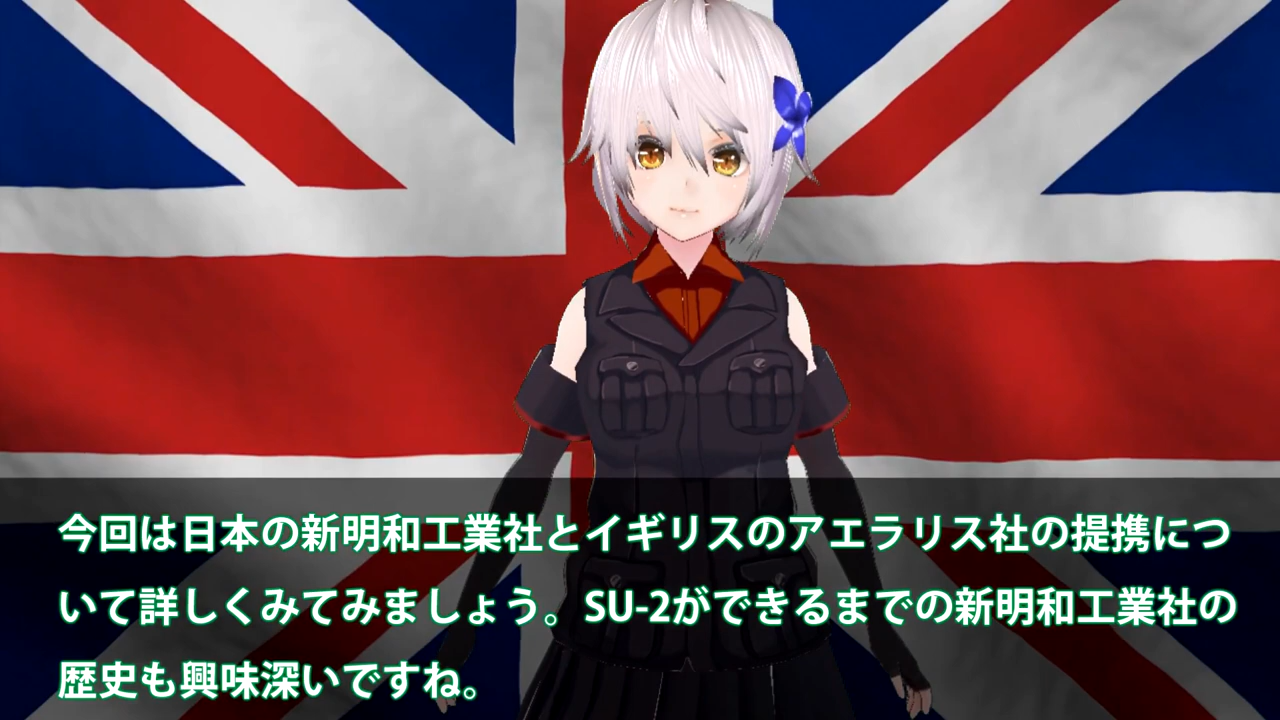 今回は日本の新明和工業社とイギリスのアエラリス社の提携につ
いて詳しくみてみましょう。SU-2ができるまでの新明和工業社の
歴史も興味深いですね。